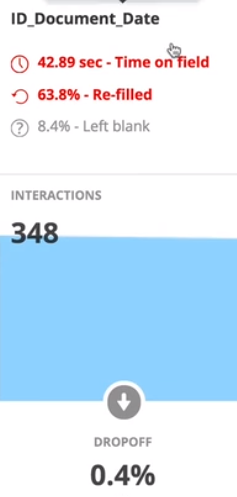 ID_Document_Date
42.89 sec - Time on field
63.8% - Re-filled
8.4% - Left blank
INTERACTIONS
348
DROPOFF
0.4%